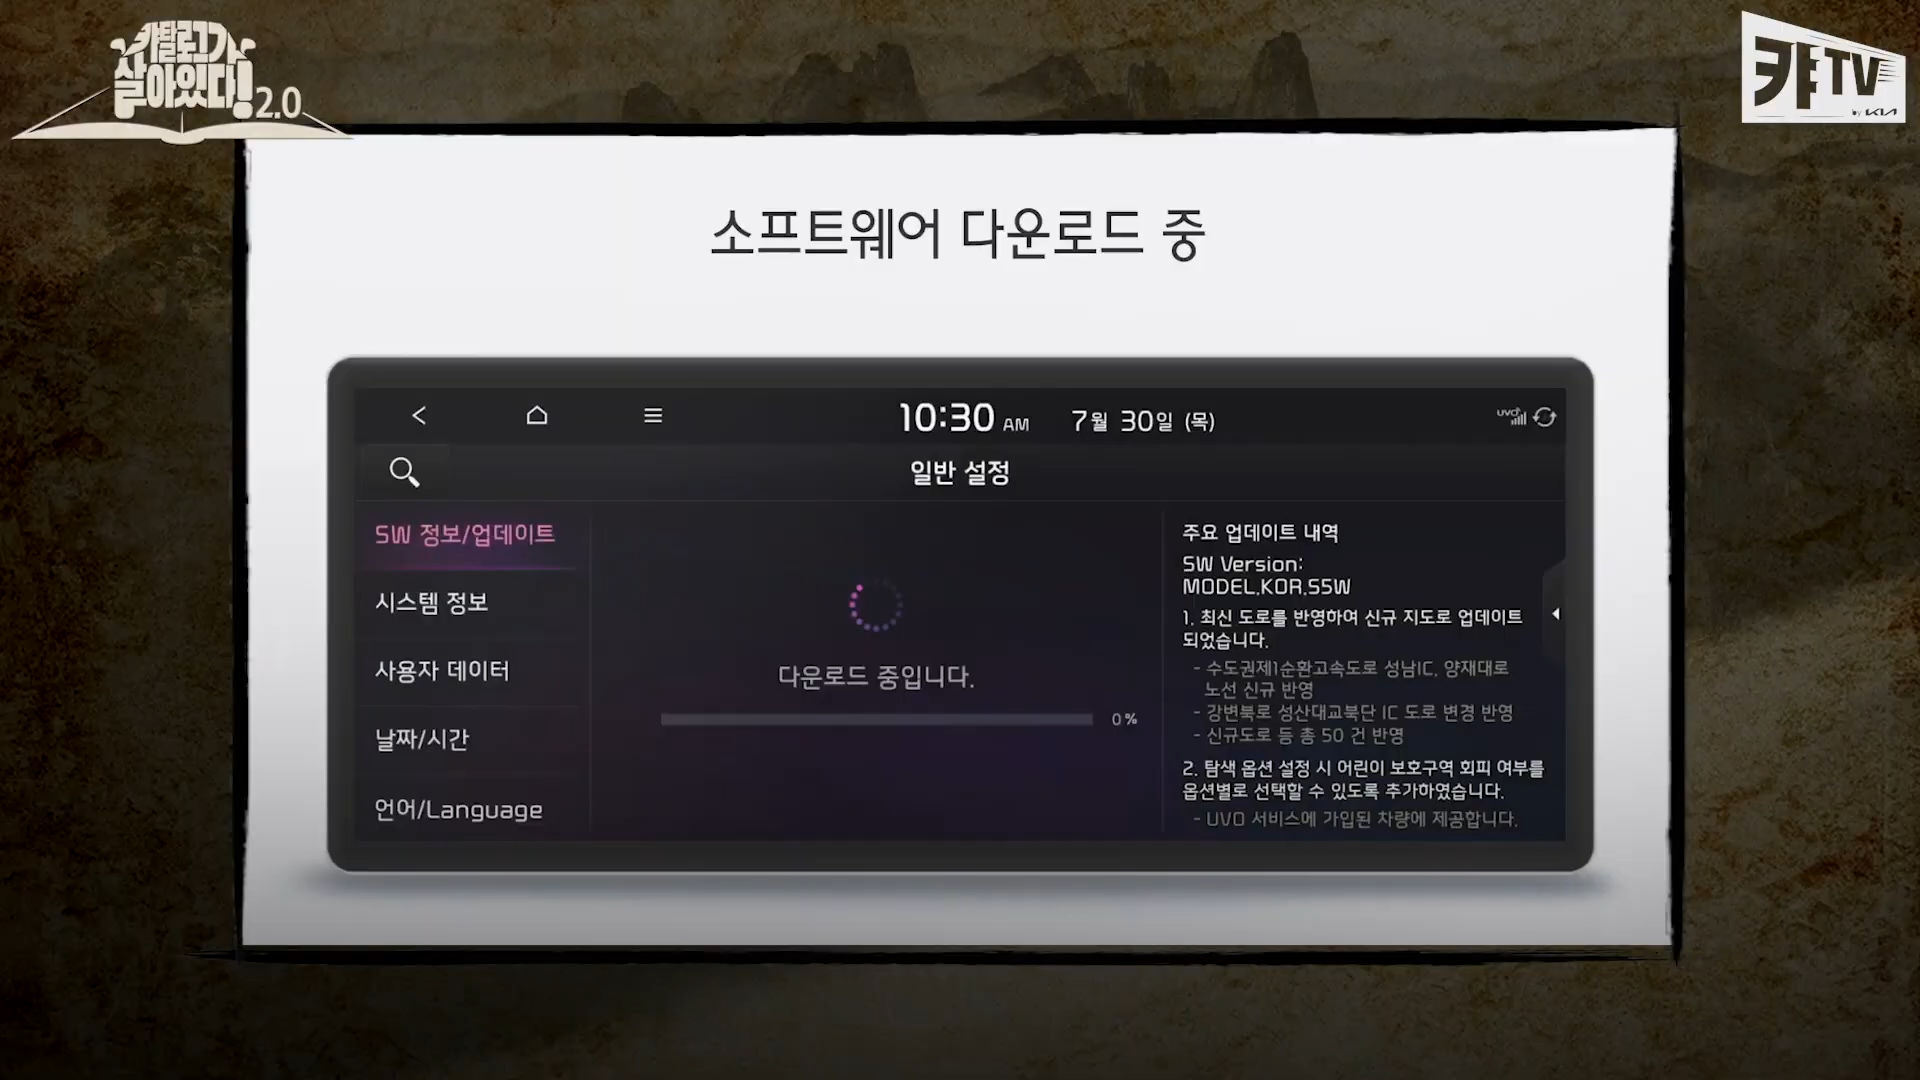 카탈로그가
살아있다! 2.0
캬TV
by KIA
소프트웨어 다운로드 중
10:30 AM 7월 30일 (목)
UVO
일반 설정
SW 정보/업데이트
시스템 정보
사용자 데이터
날짜/시간
언어/Language
다운로드 중입니다.
0 %
주요 업데이트 내역
SW Version:
MODEL.KOR.SSW
1. 최신 도로를 반영하여 신규 지도로 업데이트
되었습니다.
- 수도권제1순환고속도로 성남IC, 양재대로
노선 신규 반영
- 강변북로 성산대교북단 IC 도로 변경 반영
- 신규도로 등 총 50 건 반영
2. 탐색 옵션 설정 시 어린이 보호구역 회피 여부를
옵션별로 선택할 수 있도록 추가하였습니다.
- UVO 서비스에 가입된 차량에 제공합니다.